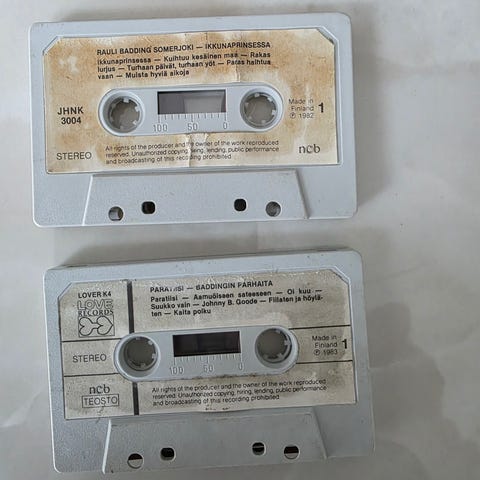 RAULI BADDING SOMERJOKI — IKKUNAPRINSESSA
Ikkunaprinsessa — Kuihtuu kesäinen maa — Rakas
lurjus — Turhaan päivät, turhaan yöt — Paras haihtua
vaan — Muista hyviä aikoja
JHNK
3004
100 50 0
Made in
Finland
℗ 1982
1
STEREO
All rights of the producer and the owner of the work reproduced
reserved. Unauthorized copying, hiring, lending, public performance
and broadcasting of this recording prohibited.
ncb
LOVER K4
LOVE
RECORDS
PARATIISI — BADDINGIN PARHAITA
Paratiisi — Aamuöiseen sateeseen — Oi kuu —
Suukko vain — Johnny B. Goode — Fiilaten ja höylä-
ten — Kaita polku
STEREO
100 50 0
Made in
Finland
℗ 1983
1
ncb
TEOSTO
All rights of the producer and the owner of the work reproduced
reserved. Unauthorized copying, hiring, lending, public performance
and broadcasting of this recording prohibited.